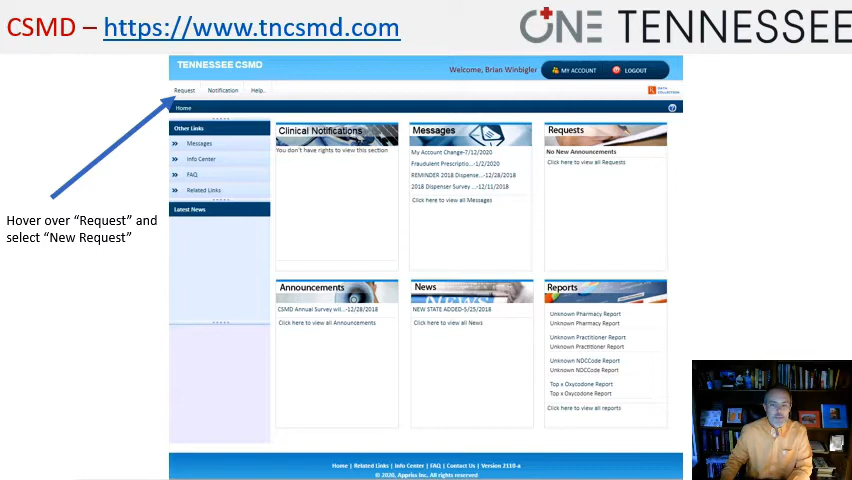 CSMD – https://www.tncsmd.com
ONE TENNESSEE
TENNESSEE CSMD
Welcome, Brian Winbigler
MY ACCOUNT
LOGOUT
Request
Notification
Help..
DATA COLLECTION
Home
?
Other Links
Messages
Info Center
FAQ
Related Links
Latest News
Clinical Notifications
You don't have rights to view this section
Messages
My Account Change-7/12/2020
Fraudulent Prescriptio...-1/2/2020
REMINDER 2018 Dispense...-12/28/2018
2018 Dispenser Survey ...-12/11/2018
Click here to view all Messages
Requests
No New Announcements
Click here to view all Requests
Hover over “Request” and
select “New Request”
Announcements
CSMD Annual Survey wil...-12/28/2018
Click here to view all Announcements
News
NEWS
NEW STATE ADDED-5/25/2018
Click here to view all News
Reports
Unknown Pharmacy Report
Unknown Pharmacy Report
Unknown Practitioner Report
Unknown Practitioner Report
Unknown NDCCode Report
Unknown NDCCode Report
Top x Oxycodone Report
Top x Oxycodone Report
Click here to view all reports
Home | Related Links | Info Center | FAQ | Contact Us | Version 2110-a
© 2020, Appriss Inc. All rights reserved.